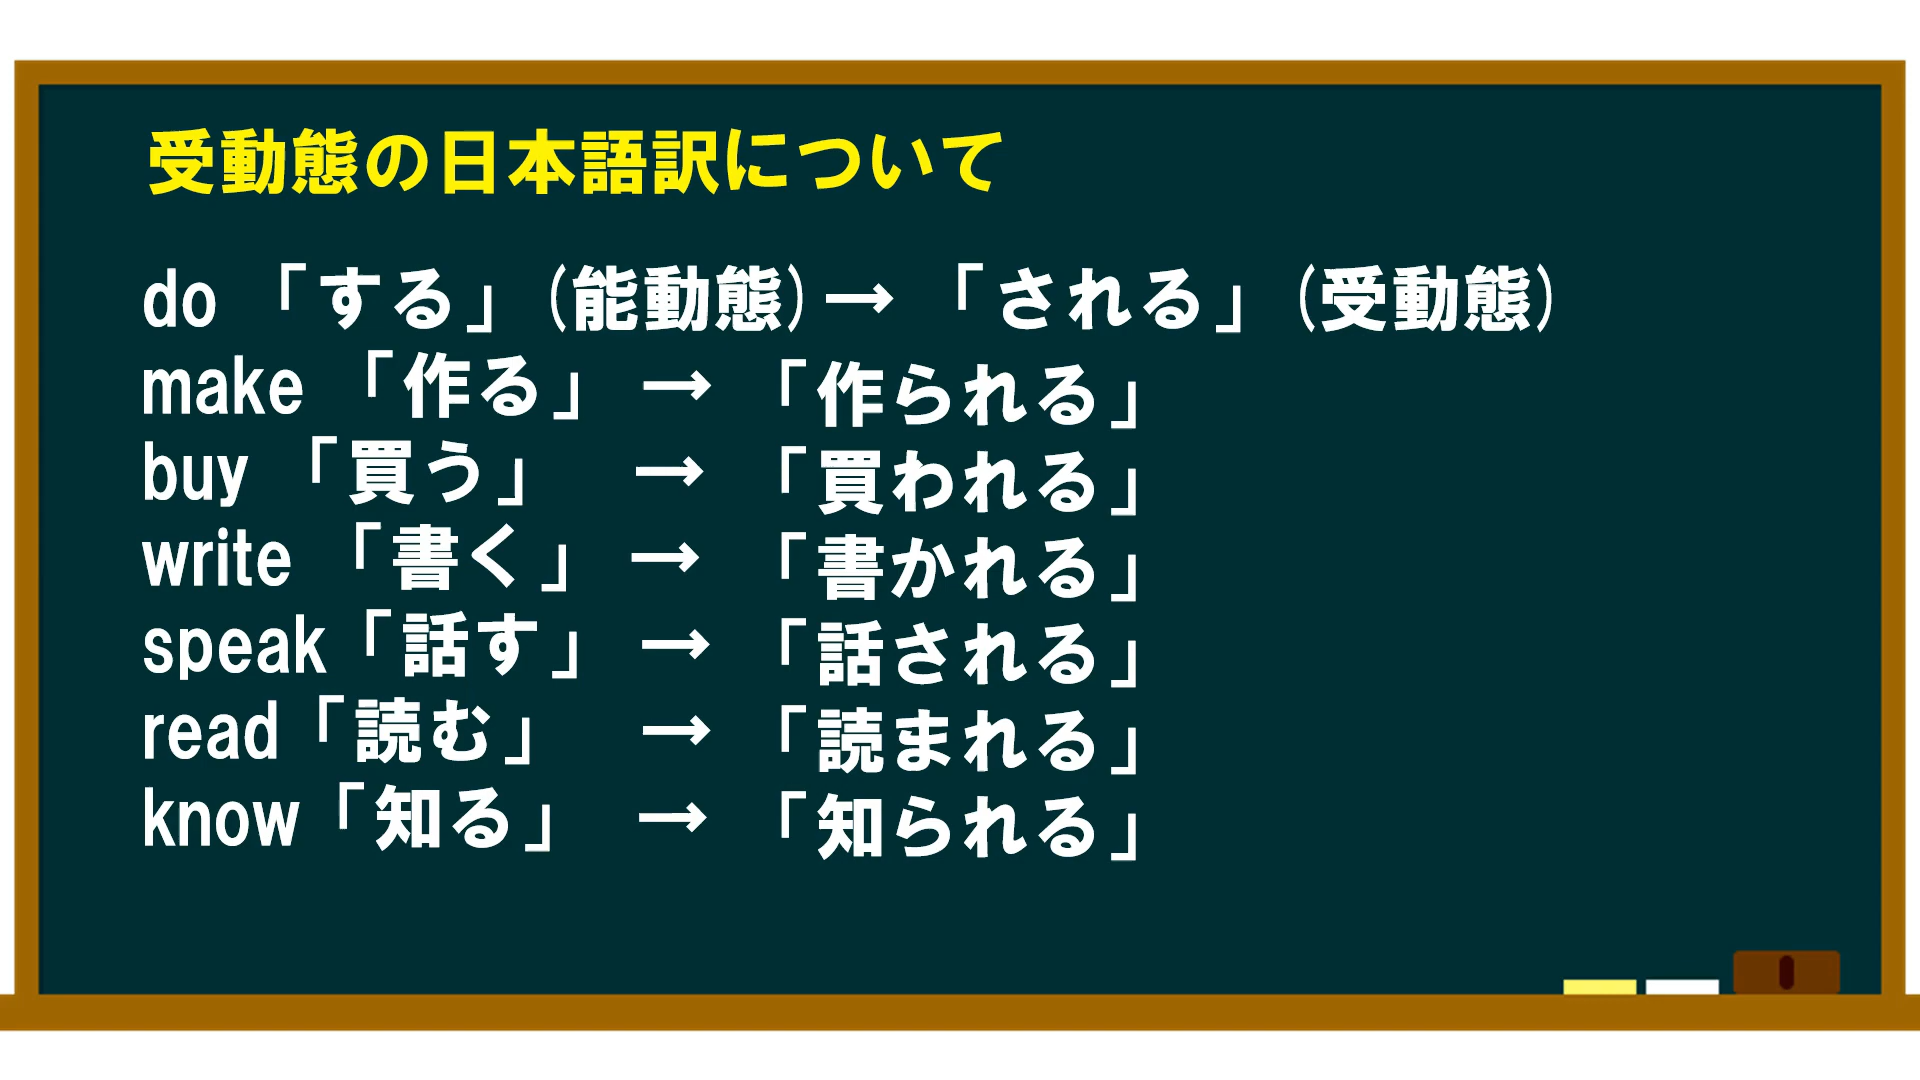 受動態の日本語訳について
do 「する」(能動態)→ 「される」(受動態)
make 「作る」 → 「作られる」
buy 「買う」 → 「買われる」
write 「書く」 → 「書かれる」
speak「話す」 → 「話される」
read「読む」 → 「読まれる」
know「知る」 → 「知られる」